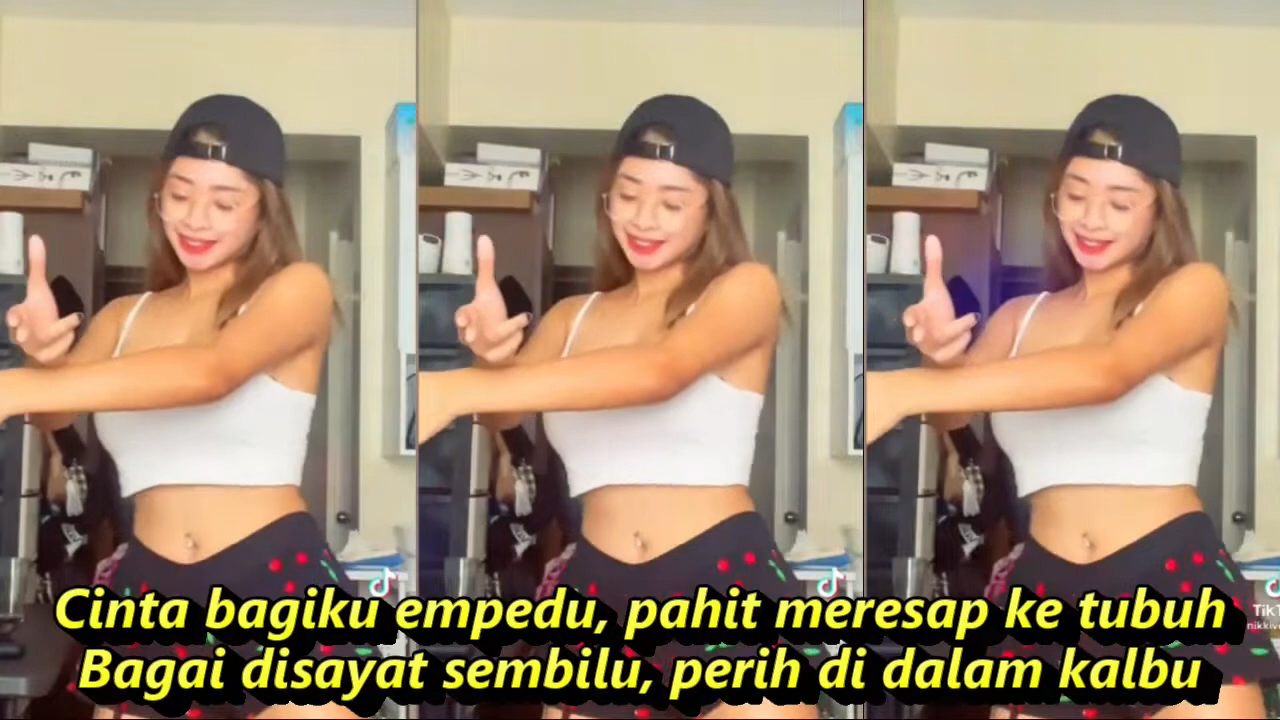 Cinta bagiku empedu, pahit meresap ke tubuh
Bagai disayat sembilu, perih di dalam kalbu